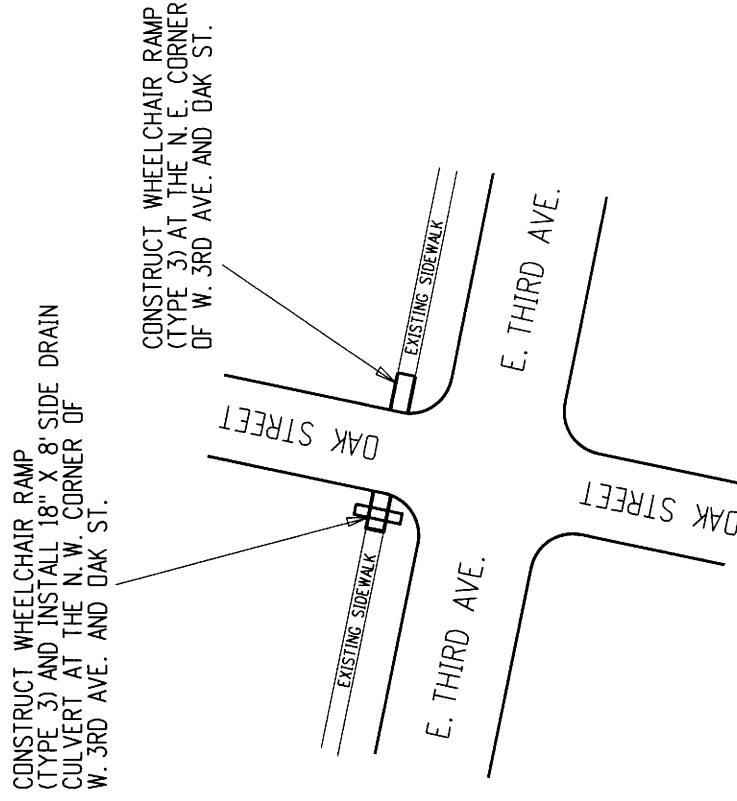 CONSTRUCT WHEELCHAIR RAMP
(TYPE 3) AND INSTALL 18" X 8' SIDE DRAIN
CULVERT AT THE N.W. CORNER OF
W. 3RD AVE. AND OAK ST.
CONSTRUCT WHEELCHAIR RAMP
(TYPE 3) AT THE N.E. CORNER
OF W. 3RD AVE. AND OAK ST.
EXISTING SIDEWALK
EXISTING SIDEWALK
OAK STREET
E. THIRD AVE.
E. THIRD AVE.
OAK STREET